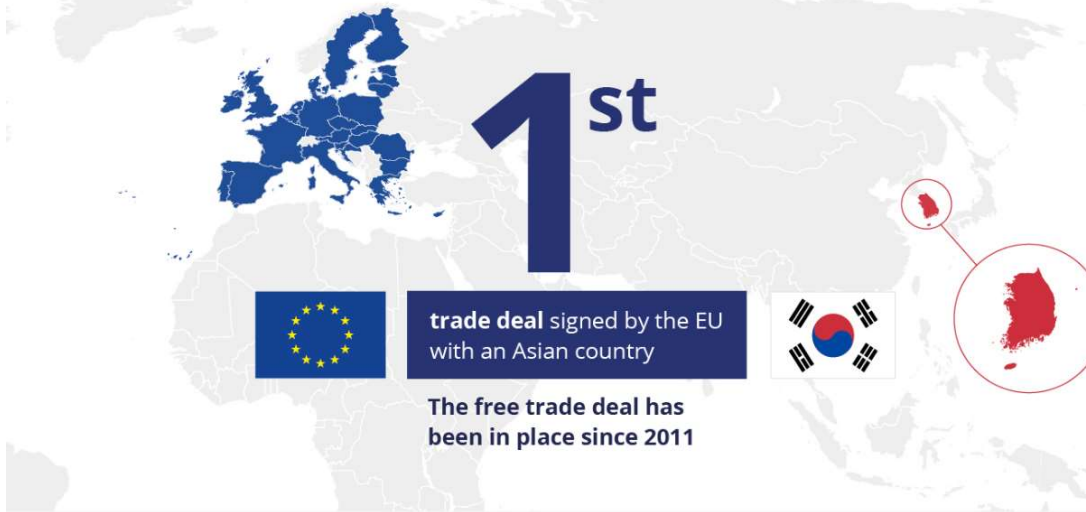 1st
trade deal signed by the EU
with an Asian country
The free trade deal has
been in place since 2011